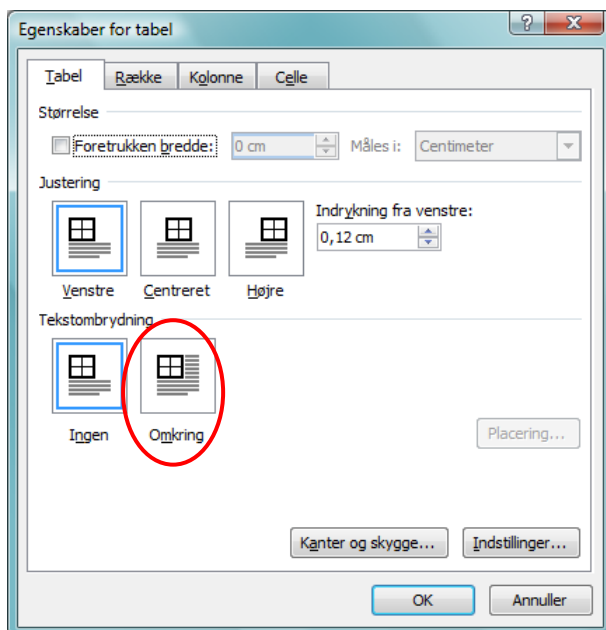 Egenskaber for tabel
Tabel Række Kolonne Celle
Størrelse
Foretrukken bredde: 0 cm Måles i: Centimeter
Justering
Indrykning fra venstre:
0,12 cm
Venstre Centreret Højre
Tekstombrydning
Ingen Omkring
Placering...
Kanter og skygge... Indstillinger...
OK Annuller